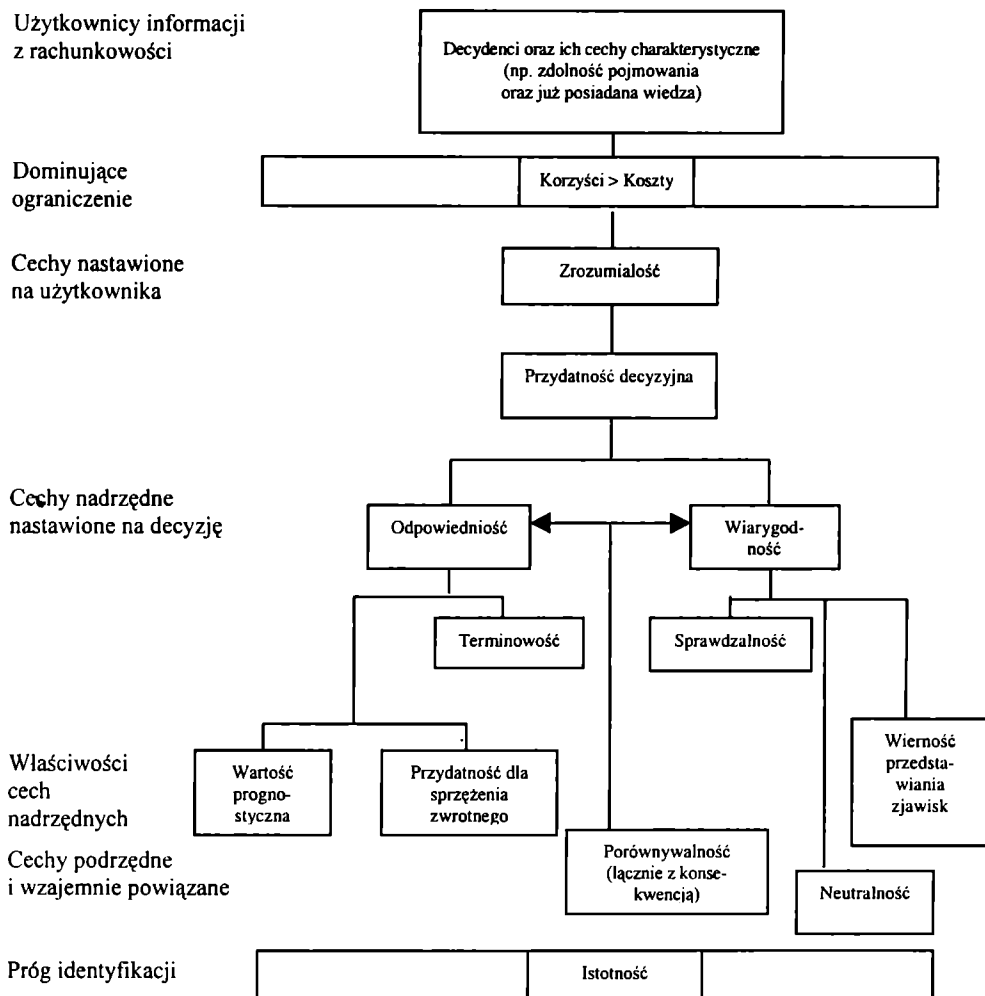 Użytkownicy informacji
z rachunkowości
Decydenci oraz ich cechy charakterystyczne
(np. zdolność pojmowania
oraz już posiadana wiedza)
Dominujące
ograniczenie
Korzyści > Koszty
Cechy nastawione
na użytkownika
Zrozumiałość
Przydatność decyzyjna
Cechy nadrzędne
nastawione na decyzję
Odpowiedniość
Wiarygod-
ność
Terminowość
Sprawdzalność
Właściwości
cech
nadrzędnych
Wartość
progno-
styczna
Przydatność dla
sprzężenia
zwrotnego
Wierność
przedsta-
wiania
zjawisk
Cechy podrzędne
i wzajemnie powiązane
Porównywalność
(łącznie z konse-
kwencją)
Neutralność
Próg identyfikacji
Istotność